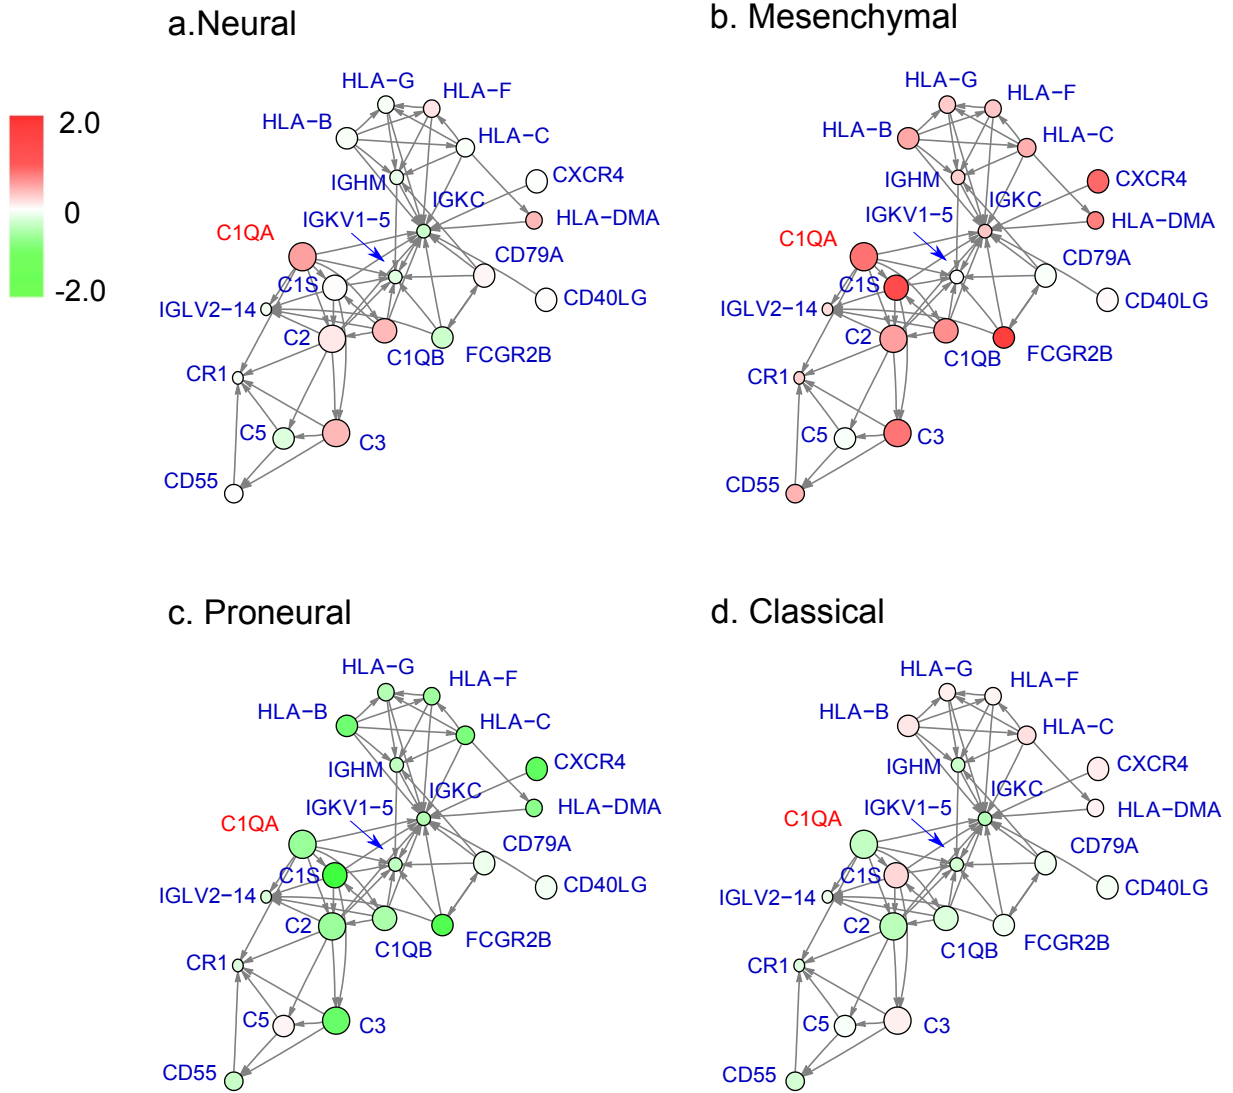 a.Neural
b. Mesenchymal
2.0
0
-2.0
HLA−G
HLA−F
HLA−B
HLA−C
IGHM
CXCR4
IGKC
IGKV1−5
HLA−DMA
C1QA
CD79A
C1S
CD40LG
IGLV2−14
C2
C1QB
FCGR2B
CR1
C5
C3
CD55
HLA−G
HLA−F
HLA−B
HLA−C
IGHM
CXCR4
IGKC
IGKV1−5
HLA−DMA
C1QA
CD79A
C1S
CD40LG
IGLV2−14
C2
C1QB
FCGR2B
CR1
C5
C3
CD55
c. Proneural
d. Classical
HLA−G
HLA−F
HLA−B
HLA−C
IGHM
CXCR4
IGKC
IGKV1−5
HLA−DMA
C1QA
CD79A
C1S
CD40LG
IGLV2−14
C2
C1QB
FCGR2B
CR1
C5
C3
CD55
HLA−G
HLA−F
HLA−B
HLA−C
IGHM
CXCR4
IGKC
IGKV1−5
HLA−DMA
C1QA
CD79A
C1S
CD40LG
IGLV2−14
C2
C1QB
FCGR2B
CR1
C5
C3
CD55